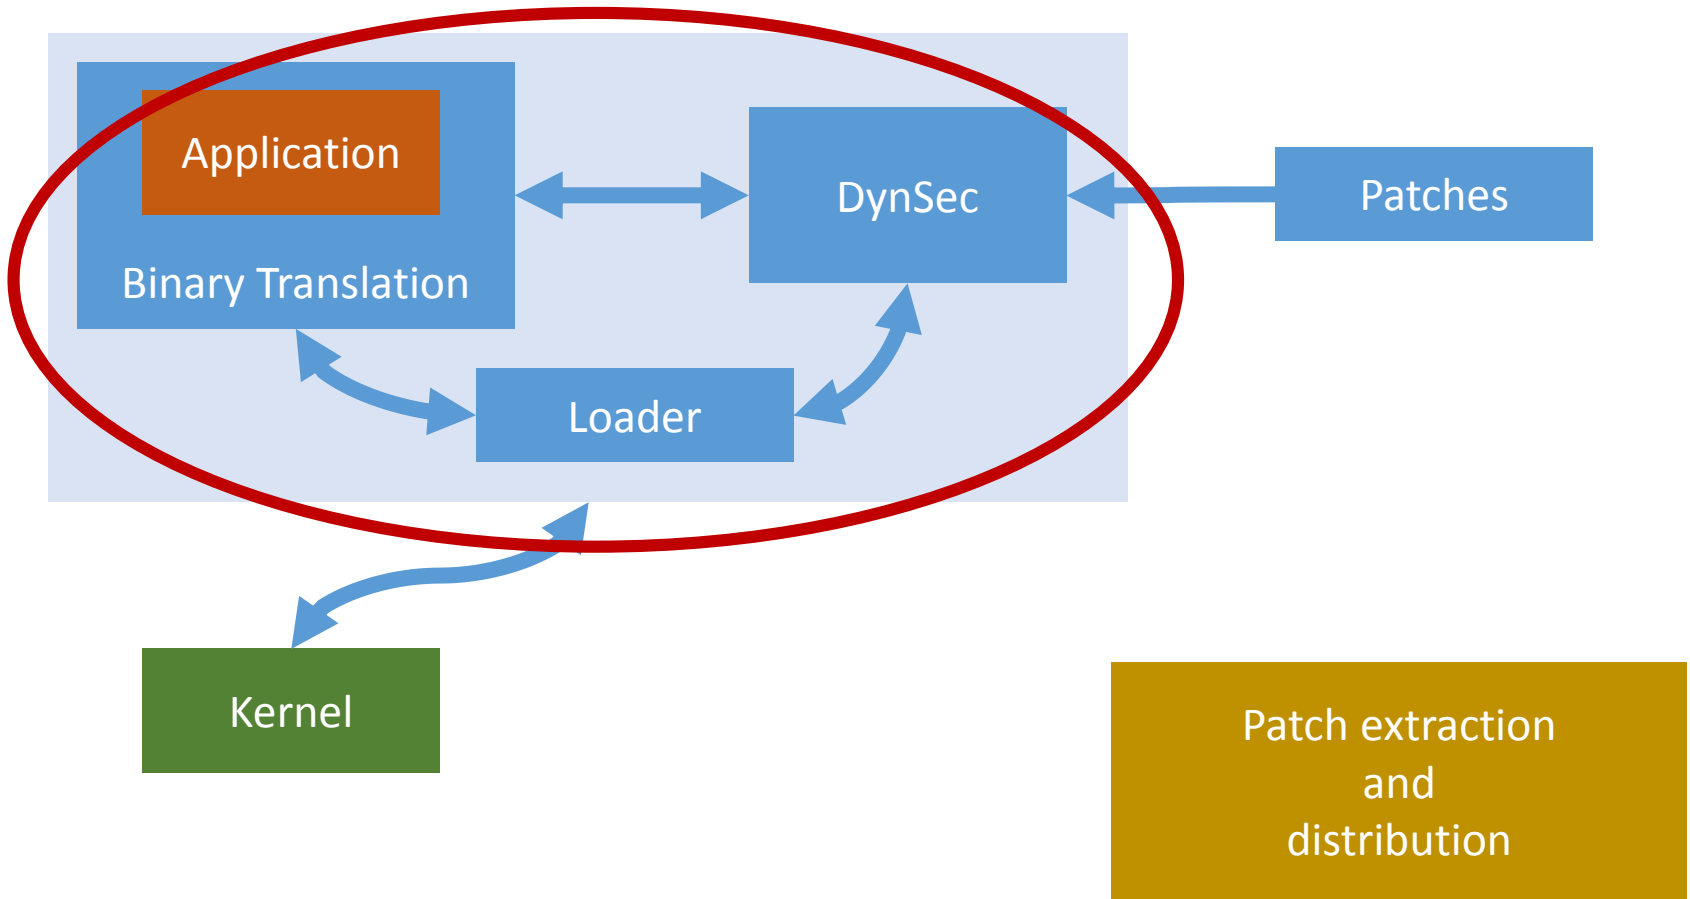 Application
DynSec
Patches
Binary Translation
Loader
Kernel
Patch extraction
and
distribution